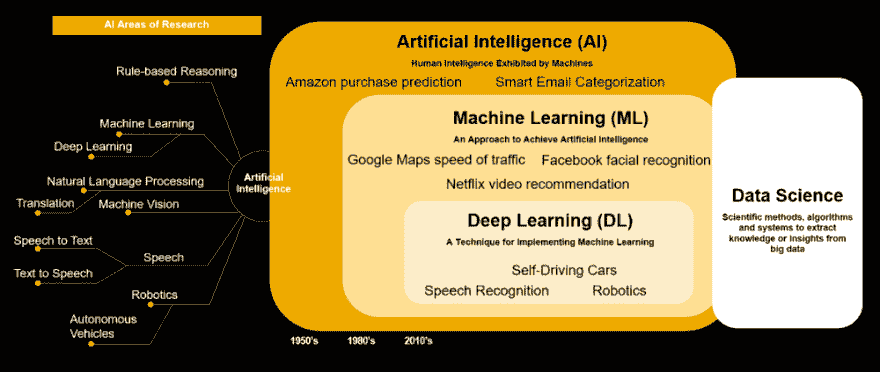 AI Areas of Research
Rule-based Reasoning
Machine Learning
Deep Learning
Natural Language Processing
Translation
Machine Vision
Speech to Text
Speech
Text to Speech
Robotics
Autonomous
Vehicles
Artificial
Intelligence
Artificial Intelligence (AI)
Human Intelligence Exhibited by Machines
Amazon purchase prediction
Smart Email Categorization
Machine Learning (ML)
An Approach to Achieve Artificial Intelligence
Google Maps speed of traffic
Facebook facial recognition
Netflix video recommendation
Deep Learning (DL)
A Technique for Implementing Machine Learning
Self-Driving Cars
Speech Recognition
Robotics
Data Science
Scientific methods, algorithms
and systems to extract
knowledge or insights from
big data
1950's
1980's
2010's